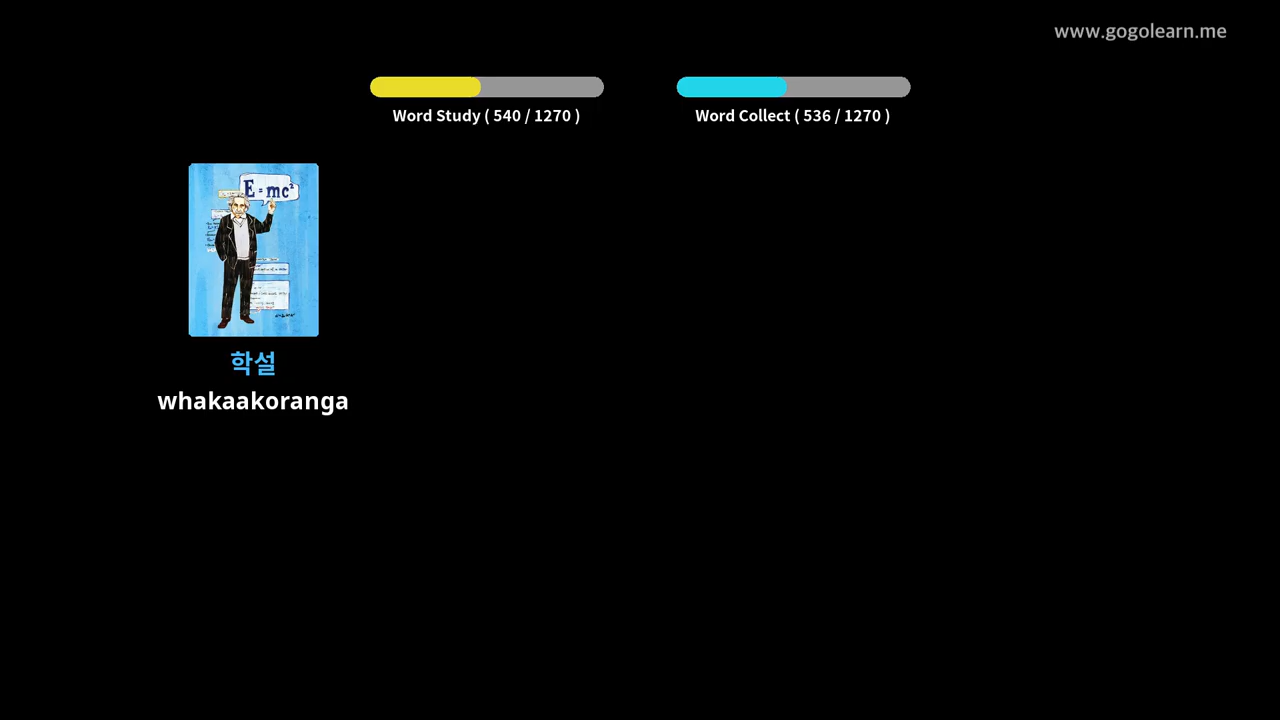 www.gogolearn.me
Word Study ( 540 / 1270 )
Word Collect ( 536 / 1270 )
E=mc²
학설
whakaakoranga